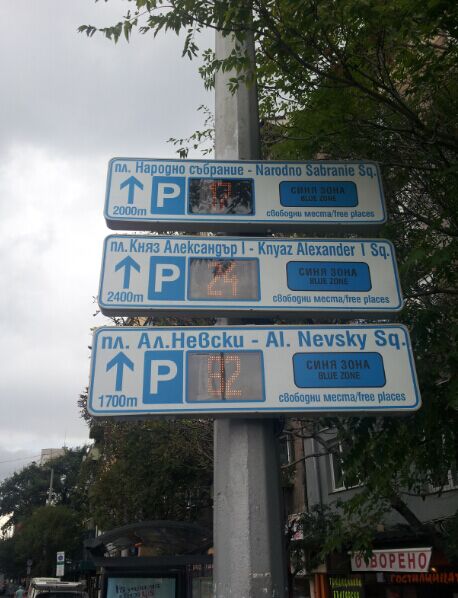 пл. Народно събрание - Narodno Sabranie Sq.
2000m
P
17
СИНЯ ЗОНА
BLUE ZONE
свободни места/free places
пл. Княз Александър I - Knyaz Alexander I Sq.
2400m
P
24
СИНЯ ЗОНА
BLUE ZONE
свободни места/free places
пл. Ал.Невски - Al. Nevsky Sq.
1700m
P
32
СИНЯ ЗОНА
BLUE ZONE
свободни места/free places
ОТВОРЕНО